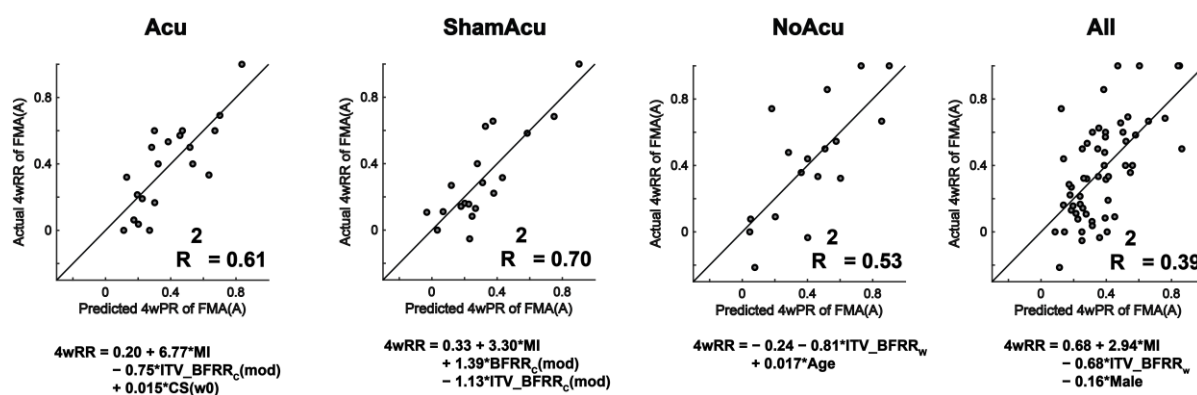 Acu
ShamAcu
NoAcu
All
Actual 4wRR of FMA(A)
0.8
0.4
0
R² = 0.61
0
0.4
0.8
Predicted 4wPR of FMA(A)
4wRR = 0.20 + 6.77*MI
− 0.75*ITV_BFRRc(mod)
+ 0.015*CS(w0)
Actual 4wRR of FMA(A)
0.8
0.4
0
R² = 0.70
0
0.4
0.8
Predicted 4wPR of FMA(A)
4wRR = 0.33 + 3.30*MI
+ 1.39*BFRRc(mod)
− 1.13*ITV_BFRRc(mod)
Actual 4wRR of FMA(A)
0.8
0.4
0
R² = 0.53
0
0.4
0.8
Predicted 4wPR of FMA(A)
4wRR = − 0.24 − 0.81*ITV_BFRRw
+ 0.017*Age
Actual 4wRR of FMA(A)
0.8
0.4
0
R² = 0.39
0
0.4
0.8
Predicted 4wPR of FMA(A)
4wRR = 0.68 + 2.94*MI
− 0.68*ITV_BFRRw
− 0.16*Male